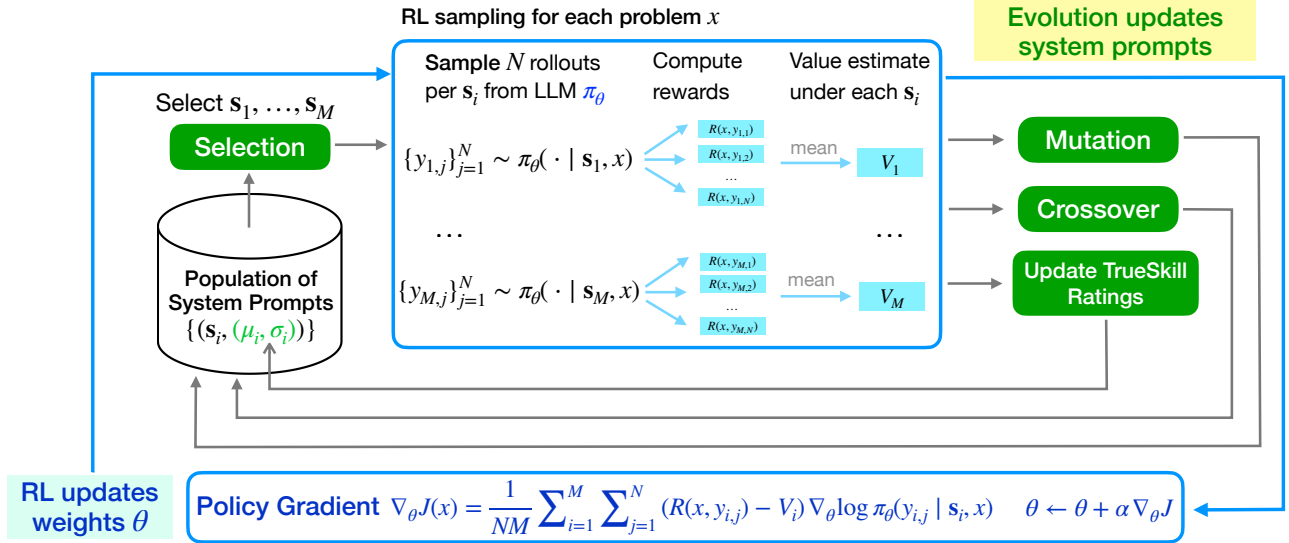 RL sampling for each problem x
Evolution updates
system prompts
Sample N rollouts
per s_i from LLM π_θ
Compute
rewards
Value estimate
under each s_i
Select s_1, …, s_M
Selection
{y_{1,j}}_{j=1}^N ∼ π_θ( · | s_1, x)
R(x, y_{1,1})
R(x, y_{1,2})
...
R(x, y_{1,N})
mean
V_1
…
…
{y_{M,j}}_{j=1}^N ∼ π_θ( · | s_M, x)
R(x, y_{M,1})
R(x, y_{M,2})
...
R(x, y_{M,N})
mean
V_M
Mutation
Crossover
Update TrueSkill
Ratings
Population of
System Prompts
{(s_i, (μ_i, σ_i))}
RL updates
weights θ
Policy Gradient ∇_θ J(x) = \frac{1}{NM} ∑_{i=1}^M ∑_{j=1}^N (R(x, y_{i,j}) − V_i) ∇_θ log π_θ(y_{i,j} | s_i, x) θ ← θ + α ∇_θ J